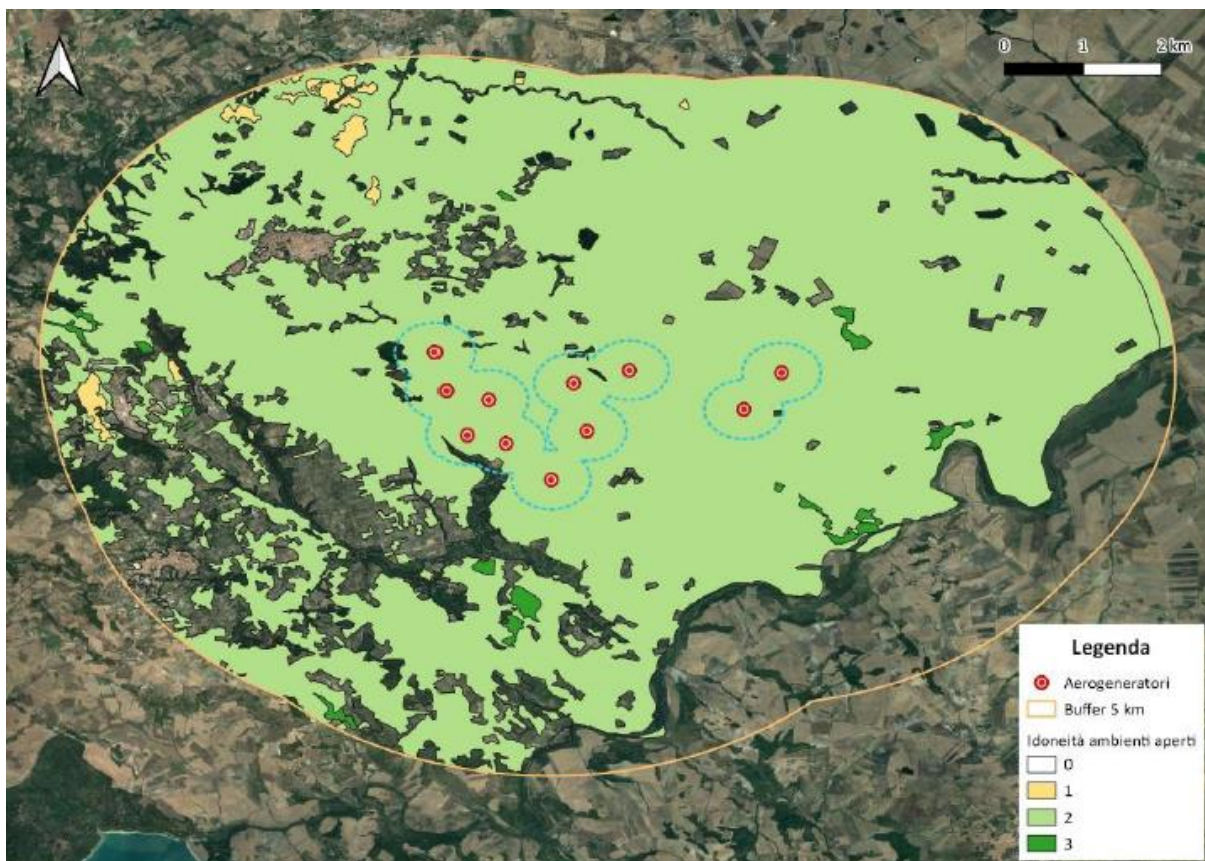 0 1 2 km
Legenda
Aerogeneratori
Buffer 5 km
Idoneità ambienti aperti
0
1
2
3